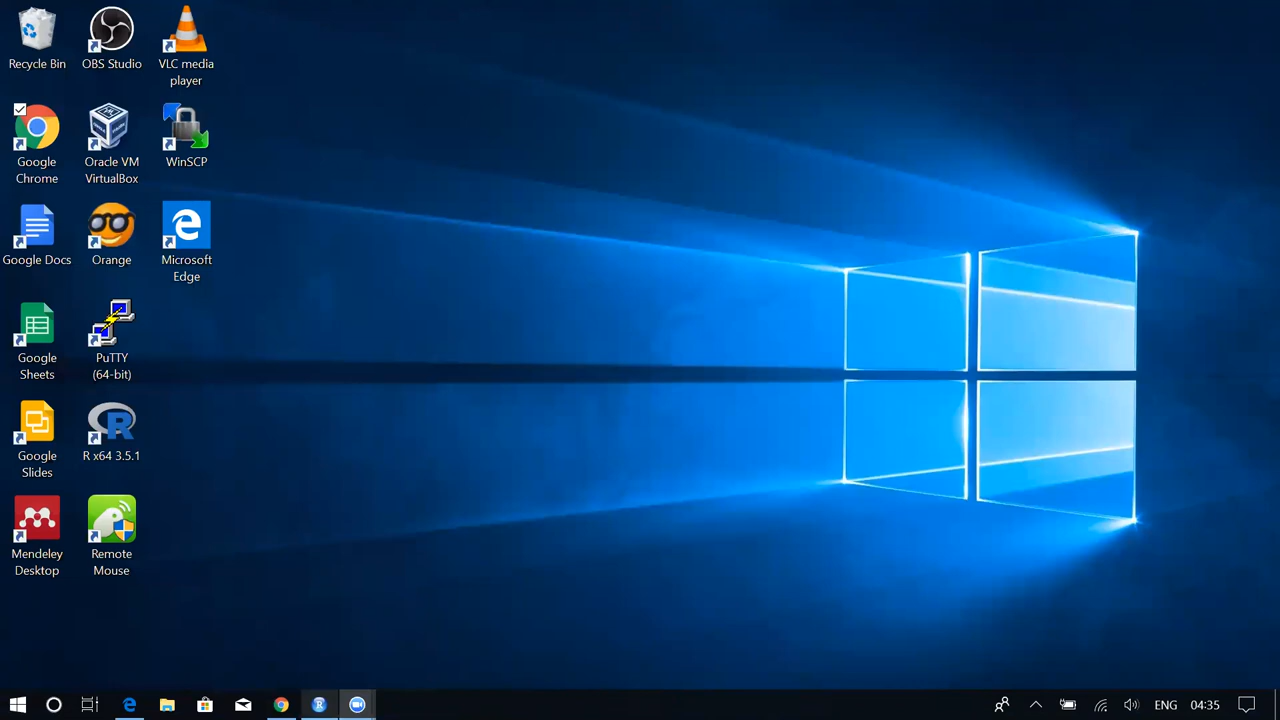 Recycle Bin
OBS Studio
VLC media
player
Google
Chrome
Oracle VM
VirtualBox
WinSCP
Google Docs
Orange
Microsoft
Edge
Google
Sheets
PuTTY
(64-bit)
Google
Slides
R x64 3.5.1
Mendeley
Desktop
Remote
Mouse
ENG
04:35